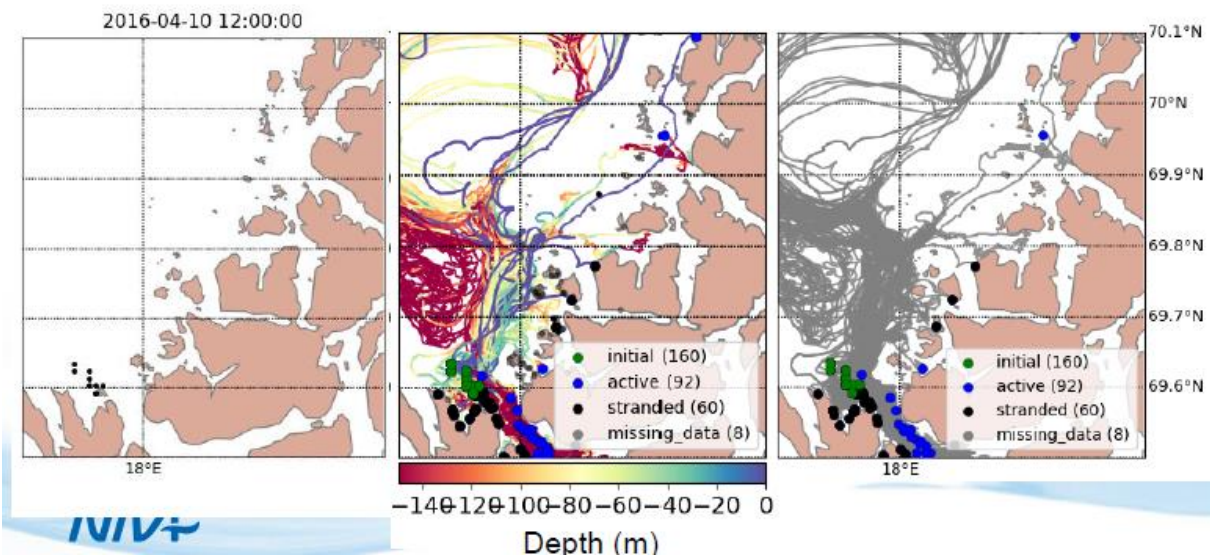 2016-04-10 12:00:00
70.1°N
70°N
69.9°N
69.8°N
69.7°N
69.6°N
initial (160)
active (92)
stranded (60)
missing_data (8)
initial (160)
active (92)
stranded (60)
missing_data (8)
18°E
18°E
−140 −120 −100 −80 −60 −40 −20 0
Depth (m)